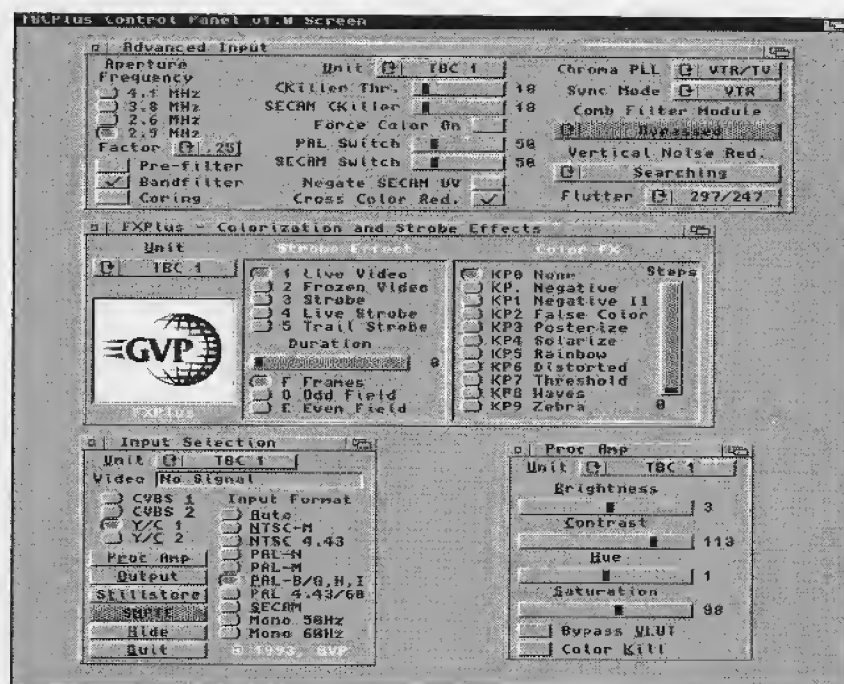 TBCPlus Control Panel v1.0 Screen
Advanced Input
Aperture
Frequency
4.1 MHz
3.8 MHz
2.6 MHz
2.9 MHz
Factor .25
Pre-filter
Bandfilter
Coring
Unit TBC 1
CKiller Thr. 10
SECAM CKiller 10
Force Color On
PAL Switch 50
SECAM Switch 50
Negate SECAM UV
Cross Color Red.
Chroma PLL VTR/TV
Sync Mode VTR
Comb Filter Module
Bypassed
Vertical Noise Red.
Searching
Flutter 297/247
FXPlus - Colorization and Strobe Effects
Unit
TBC 1
GVP
FXPlus
Strobe Effect
1 Live Video
2 Frozen Video
3 Strobe
4 Live Strobe
5 Trail Strobe
Duration
0
F Frames
O Odd Field
E Even Field
Color FX
KP0 None
KP. Negative
KP1 Negative II
KP2 False Color
KP3 Posterize
KP4 Solarize
KP5 Rainbow
KP6 Distorted
KP7 Threshold
KP8 Waves
KP9 Zebra
Steps
0
Input Selection
Unit TBC 1
Video No Signal
CVBS 1
CVBS 2
Y/C 1
Y/C 2
Proc Amp
Output
Stillstore
SMPTE
Hide
Quit
Input Format
Auto
NTSC-M
NTSC 4.43
PAL-N
PAL-M
PAL-B/G,H,I
PAL 4.43/60
SECAM
Mono 50Hz
Mono 60Hz
© 1993, GVP
Proc Amp
Unit TBC 1
Brightness
3
Contrast
113
Hue
1
Saturation
98
Bypass VLUT
Color Kill